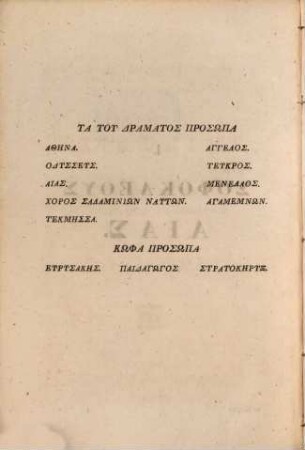 ΤΑ ΤΟΥ ΔΡΑΜΑΤΟΣ ΠΡΟΣΩΠΑ
ΑΘΗΝΑ. ΑΓΓΕΛΟΣ.
ΟΔΥΣΣΕΥΣ. ΤΕΥΚΡΟΣ.
ΑΙΑΣ. ΜΕΝΕΛΑΟΣ.
ΧΟΡΟΣ ΣΑΛΑΜΙΝΙΩΝ ΝΑΥΤΩΝ. ΑΓΑΜΕΜΝΩΝ.
ΤΕΚΜΗΣΣΑ.
ΚΩΦΑ ΠΡΟΣΩΠΑ
ΕΥΡΥΣΑΚΗΣ. ΠΑΙΔΑΓΩΓΟΣ ΣΤΡΑΤΟΚΗΡΥΞ.